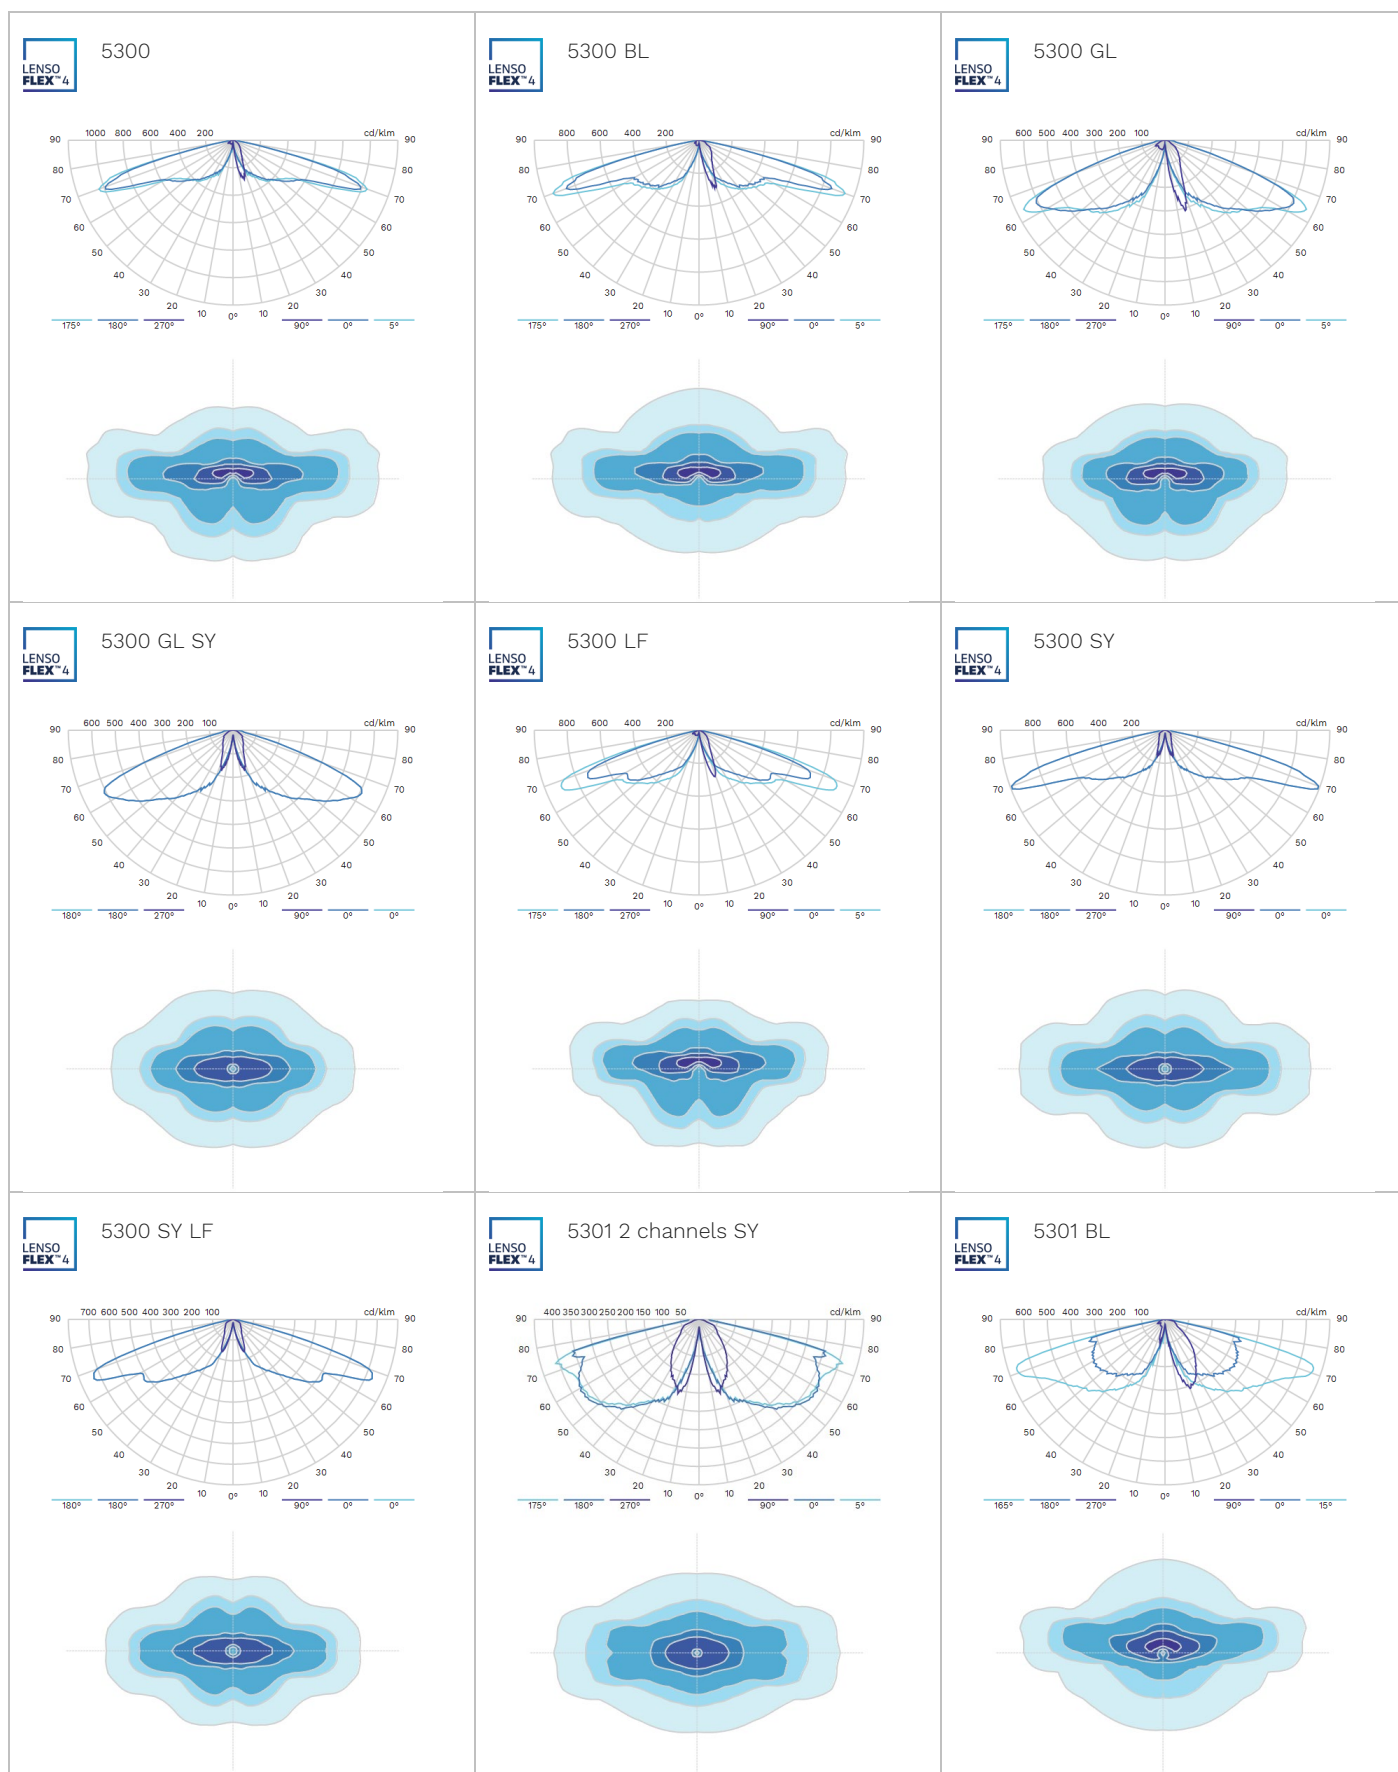 LENSO
FLEX™4
5300
90 1000 800 600 400 200 cd/klm 90
80 80
70 70
60 60
50 50
40 40
30 30
20 20
10 0° 10
175° 180° 270° 90° 0° 5°
LENSO
FLEX™4
5300 BL
90 800 600 400 200 cd/klm 90
80 80
70 70
60 60
50 50
40 40
30 30
20 20
10 0° 10
175° 180° 270° 90° 0° 5°
LENSO
FLEX™4
5300 GL
90 600 500 400 300 200 100 cd/klm 90
80 80
70 70
60 60
50 50
40 40
30 30
20 20
10 0° 10
175° 180° 270° 90° 0° 5°
LENSO
FLEX™4
5300 GL SY
90 600 500 400 300 200 100 cd/klm 90
80 80
70 70
60 60
50 50
40 40
30 30
20 20
10 0° 10
180° 180° 270° 90° 0° 0°
LENSO
FLEX™4
5300 LF
90 800 600 400 200 cd/klm 90
80 80
70 70
60 60
50 50
40 40
30 30
20 20
10 0° 10
175° 180° 270° 90° 0° 5°
LENSO
FLEX™4
5300 SY
90 800 600 400 200 cd/klm 90
80 80
70 70
60 60
50 50
40 40
30 30
20 20
10 0° 10
180° 180° 270° 90° 0° 0°
LENSO
FLEX™4
5300 SY LF
90 700 600 500 400 300 200 100 cd/klm 90
80 80
70 70
60 60
50 50
40 40
30 30
20 20
10 0° 10
180° 180° 270° 90° 0° 0°
LENSO
FLEX™4
5301 2 channels SY
90 400 350 300 250 200 150 100 50 cd/klm 90
80 80
70 70
60 60
50 50
40 40
30 30
20 20
10 0° 10
175° 180° 270° 90° 0° 5°
LENSO
FLEX™4
5301 BL
90 600 500 400 300 200 100 cd/klm 90
80 80
70 70
60 60
50 50
40 40
30 30
20 20
10 0° 10
165° 180° 270° 90° 0° 15°